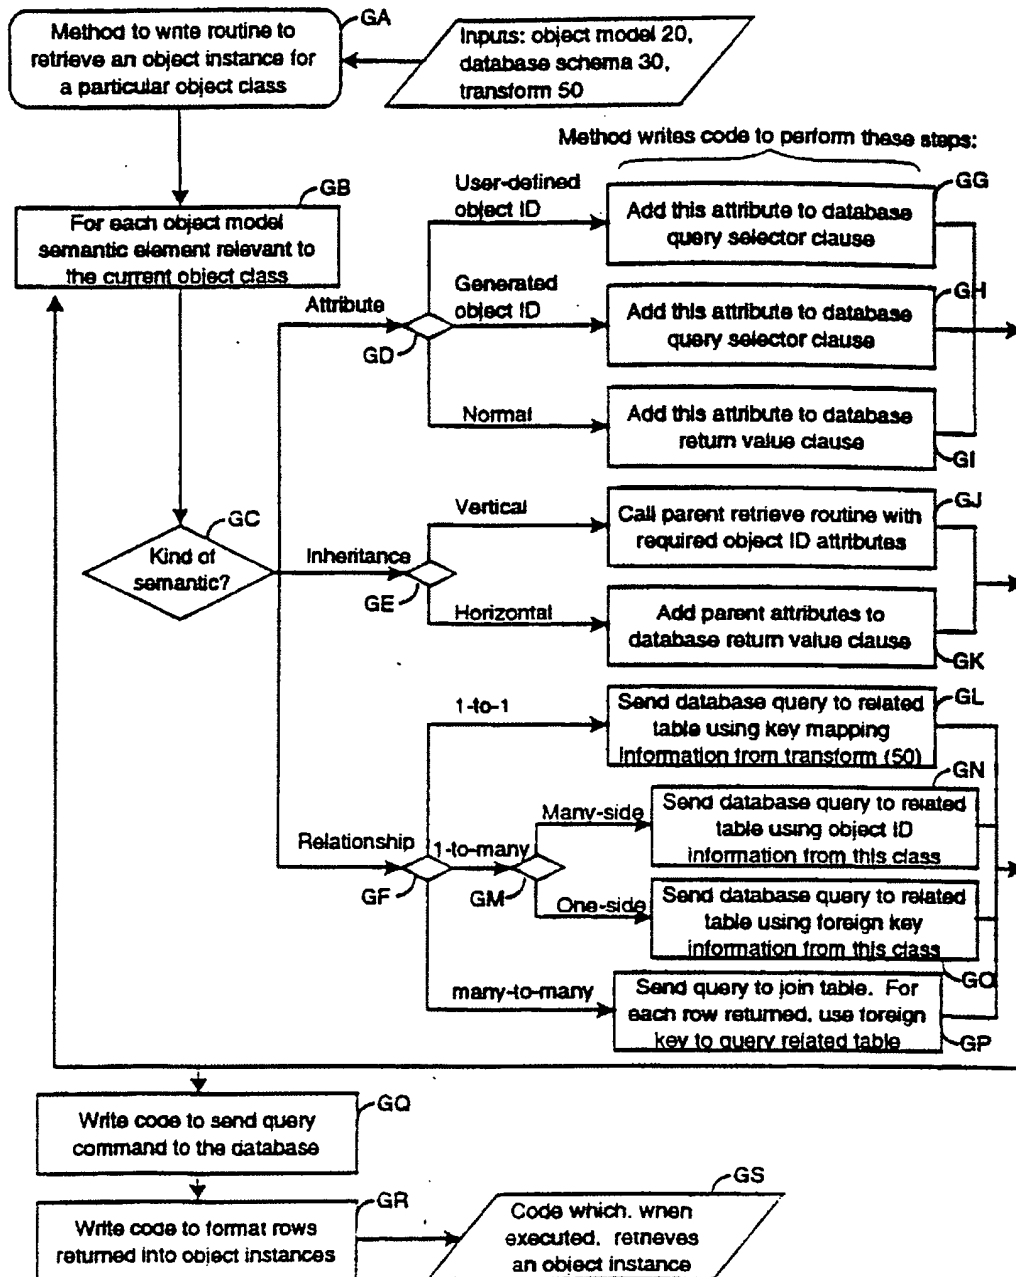 GA
Method to write routine to
retrieve an object instance for
a particular object class
Inputs: object model 20,
database schema 30,
transform 50
Method writes code to perform these steps:
GB
For each object model
semantic element relevant to
the current object class
User-defined
object ID
GG
Add this attribute to database
query selector clause
Attribute
GD
Generated
object ID
GH
Add this attribute to database
query selector clause
Normal
Add this attribute to database
return value clause
GI
GC
Kind of
semantic?
Inheritance
GE
Vertical
GJ
Call parent retrieve routine with
required object ID attributes
Horizontal
Add parent attributes to
database return value clause
GK
1-to-1
GL
Send database query to related
table using key mapping
information from transform (50)
Relationship
GF
1-to-many
GM
Many-side
GN
Send database query to related
table using object ID
information from this class
One-side
Send database query to related
table using foreign key
information from this class
GO
many-to-many
Send query to join table. For
each row returned, use foreign
key to query related table
GP
GQ
Write code to send query
command to the database
GR
Write code to format rows
returned into object instances
GS
Code which, when
executed, retrieves
an object instance